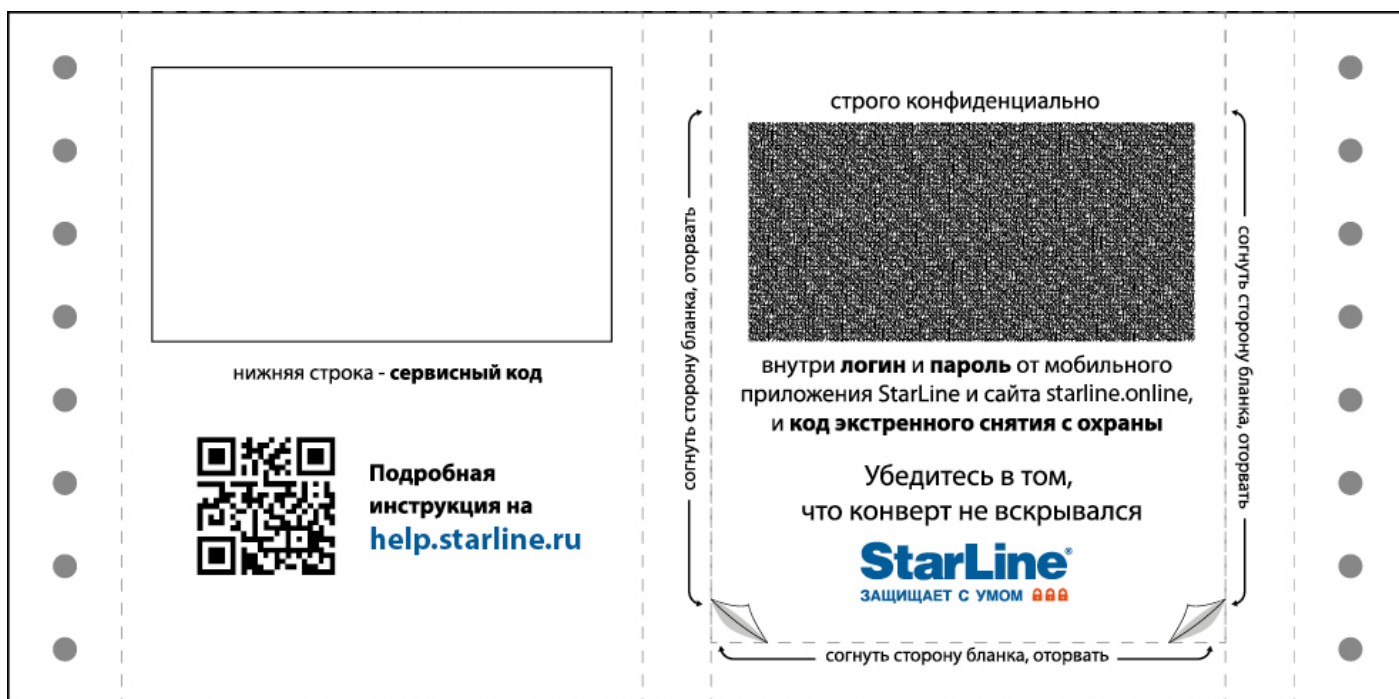 нижняя строка - сервисный код
Подробная
инструкция на
help.starline.ru
строго конфиденциально
внутри логин и пароль от мобильного
приложения StarLine и сайта starline.online,
и код экстренного снятия с охраны
Убедитесь в том,
что конверт не вскрывался
StarLine®
ЗАЩИЩАЕТ С УМОМ
согнуть сторону бланка, оторвать
согнуть сторону бланка, оторвать
согнуть сторону бланка, оторвать